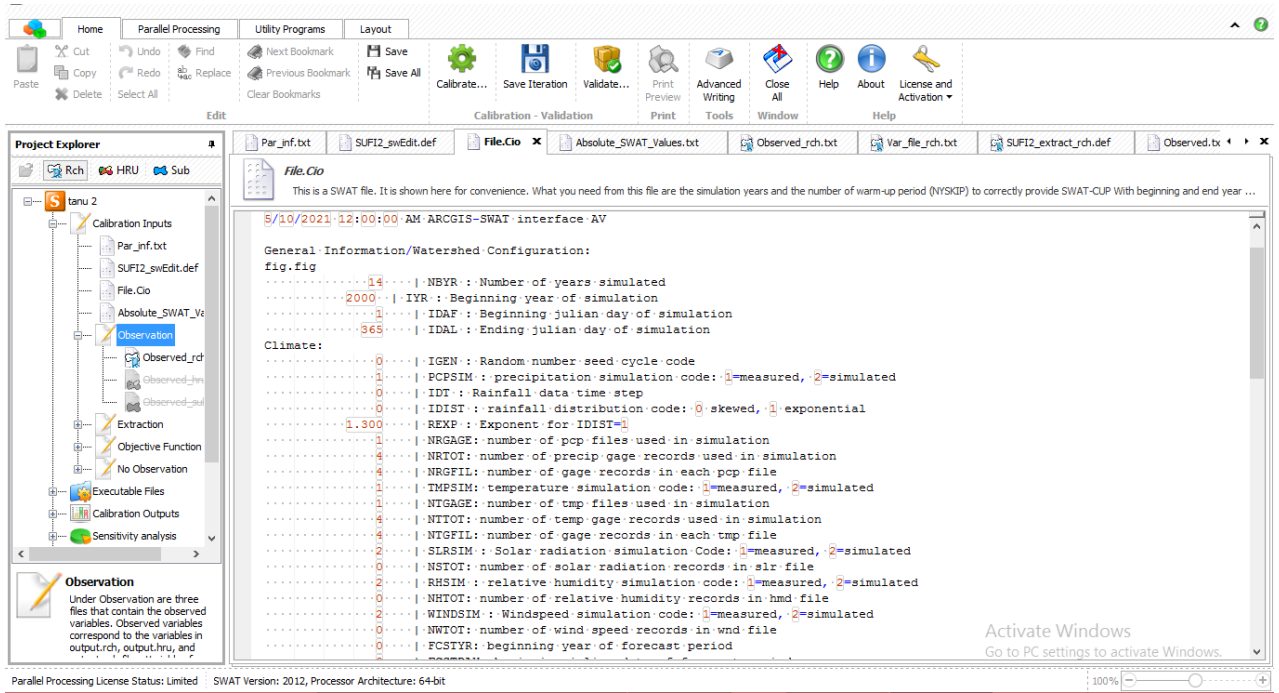 Home Parallel Processing Utility Programs Layout
Paste
Cut
Copy
Delete
Undo
Redo
Select All
Find
Replace
Next Bookmark
Previous Bookmark
Clear Bookmarks
Save
Save All
Calibrate...
Save Iteration
Validate...
Print Preview
Advanced Writing
Close All
Help
About
License and Activation
Edit Calibration - Validation Print Tools Window Help
Project Explorer
Rch HRU Sub
tanu 2
Calibration Inputs
Par_inf.txt
SUFI2_swEdit.def
File.Cio
Absolute_SWAT_Va
Observation
Observed_rch
Observed_hru
Observed_sul
Extraction
Objective Function
No Observation
Executable Files
Calibration Outputs
Sensitivity analysis
Observation
Under Observation are three
files that contain the observed
variables. Observed variables
correspond to the variables in
output.rch, output.hru, and
Par_inf.txt SUFI2_swEdit.def File.Cio X Absolute_SWAT_Values.txt Observed_rch.txt Var_file_rch.txt SUFI2_extract_rch.def Observed.tx
File.Cio
This is a SWAT file. It is shown here for convenience. What you need from this file are the simulation years and the number of warm-up period (NYSKIP) to correctly provide SWAT-CUP With beginning and end year ...
5/10/2021 12:00:00 AM ARCGIS-SWAT interface AV
General Information/Watershed Configuration:
fig.fig
14 | NBYR : Number of years simulated
2000 | IYR : Beginning year of simulation
1 | IDAF : Beginning julian day of simulation
365 | IDAL : Ending julian day of simulation
Climate:
0 | IGEN : Random number seed cycle code
1 | PCPSIM : precipitation simulation code: 1=measured, 2=simulated
0 | IDT : Rainfall data time step
0 | IDIST : rainfall distribution code: 0 skewed, 1 exponential
1.300 | REXP : Exponent for IDIST=1
1 | NRGAGE: number of pcp files used in simulation
4 | NRTOT: number of precip gage records used in simulation
4 | NRGFIL: number of gage records in each pcp file
1 | TMPSIM: temperature simulation code: 1=measured, 2=simulated
1 | NTGAGE: number of tmp files used in simulation
4 | NTTOT: number of temp gage records used in simulation
4 | NTGFIL: number of gage records in each tmp file
2 | SLRSIM : Solar radiation simulation Code: 1=measured, 2=simulated
0 | NSTOT: number of solar radiation records in slr file
2 | RHSIM : relative humidity simulation code: 1=measured, 2=simulated
0 | NHTOT: number of relative humidity records in hmd file
2 | WINDSIM : Windspeed simulation code: 1=measured, 2=simulated
0 | NWTOT: number of wind speed records in wnd file
0 | FCSTYR: beginning year of forecast period
Activate Windows
Go to PC settings to activate Windows.
Parallel Processing License Status: Limited SWAT Version: 2012, Processor Architecture: 64-bit 100%